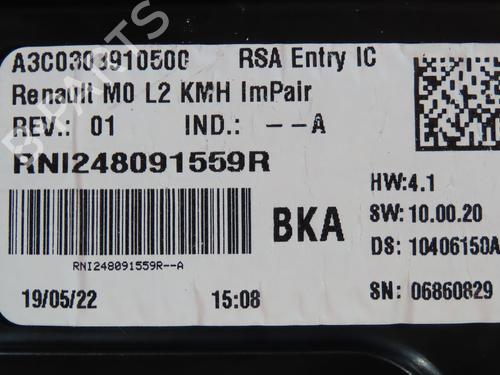 A3C0303910500 RSA Entry IC
Renault M0 L2 KMH ImPair
REV.: 01 IND.: --A
RNI248091559R
HW:4.1
SW: 10.00.20
BKA
DS: 10406150A
RNI248091559R--A
SN: 06860829
19/05/22 15:08